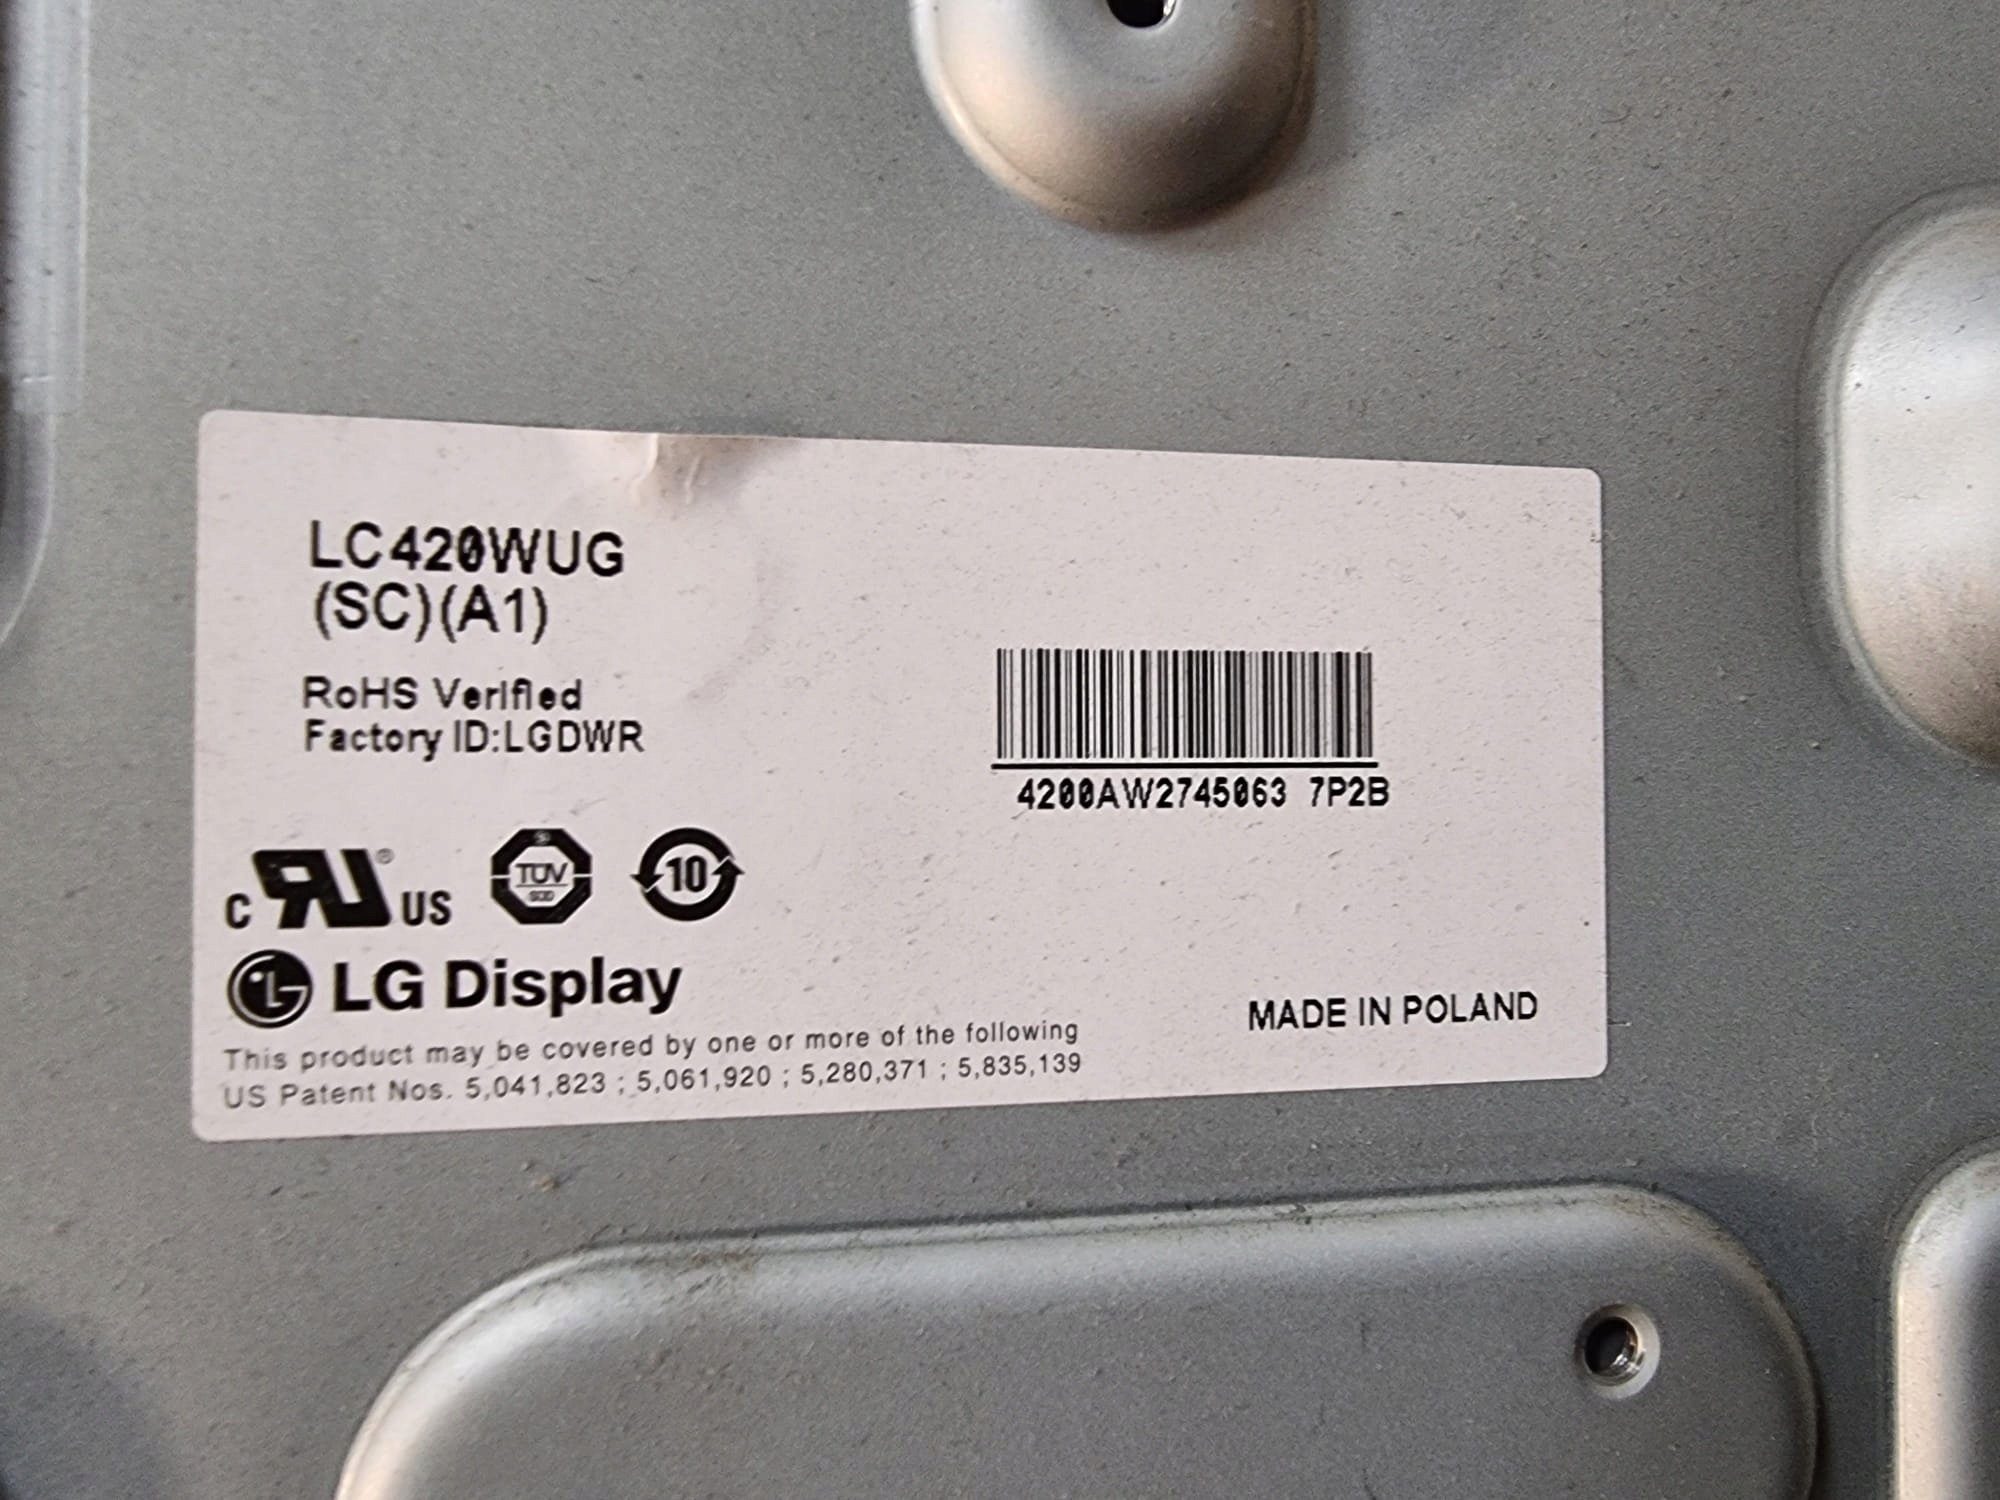 LC420WUG
(SC)(A1)
RoHS Verified
Factory ID:LGDWR
4200AW2745063 7P2B
c RU® US
TÜV
10
LG Display
MADE IN POLAND
This product may be covered by one or more of the following
US Patent Nos. 5,041,823 ; 5,061,920 ; 5,280,371 ; 5,835,139